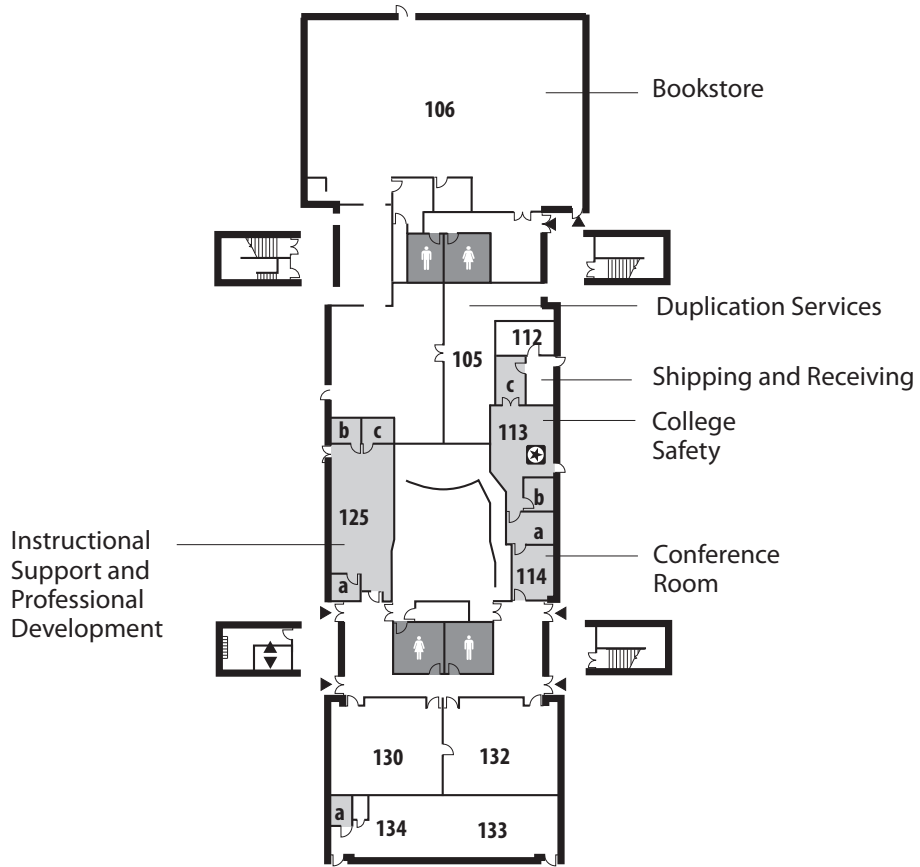 Bookstore
106
Duplication Services
112
105
Shipping and Receiving
c
College
Safety
b c
113
b
125
a
Instructional
Support and
Professional
Development
Conference
Room
114
a
130
132
a
134
133